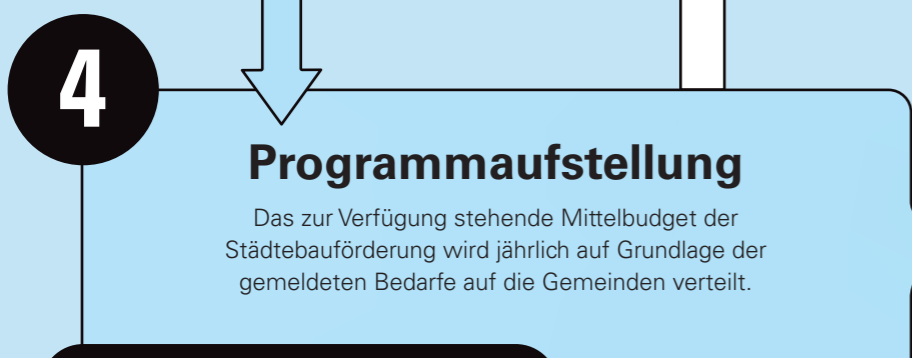 4
Programmaufstellung
Das zur Verfügung stehende Mittelbudget der
Städtebauförderung wird jährlich auf Grundlage der
gemeldeten Bedarfe auf die Gemeinden verteilt.